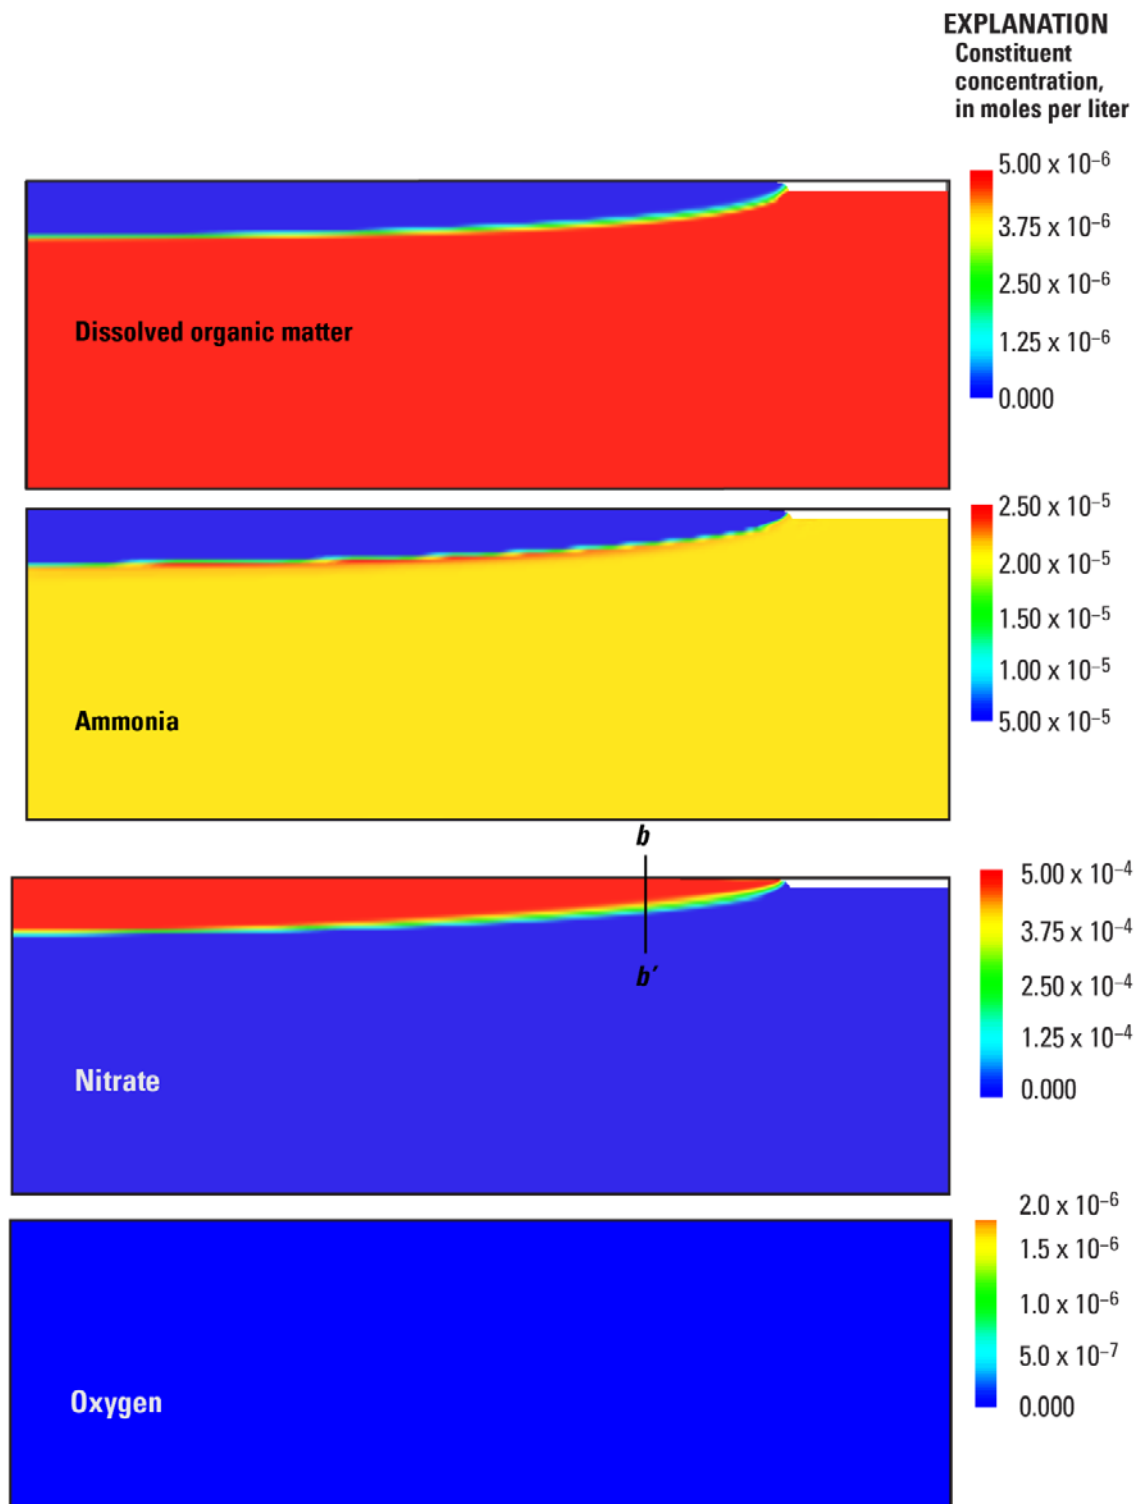 EXPLANATION
Constituent
concentration,
in moles per liter
5.00 x 10⁻⁶
3.75 x 10⁻⁶
2.50 x 10⁻⁶
1.25 x 10⁻⁶
0.000
Dissolved organic matter
2.50 x 10⁻⁵
2.00 x 10⁻⁵
1.50 x 10⁻⁵
1.00 x 10⁻⁵
5.00 x 10⁻⁵
Ammonia
b
b′
5.00 x 10⁻⁴
3.75 x 10⁻⁴
2.50 x 10⁻⁴
1.25 x 10⁻⁴
0.000
Nitrate
2.0 x 10⁻⁶
1.5 x 10⁻⁶
1.0 x 10⁻⁶
5.0 x 10⁻⁷
0.000
Oxygen